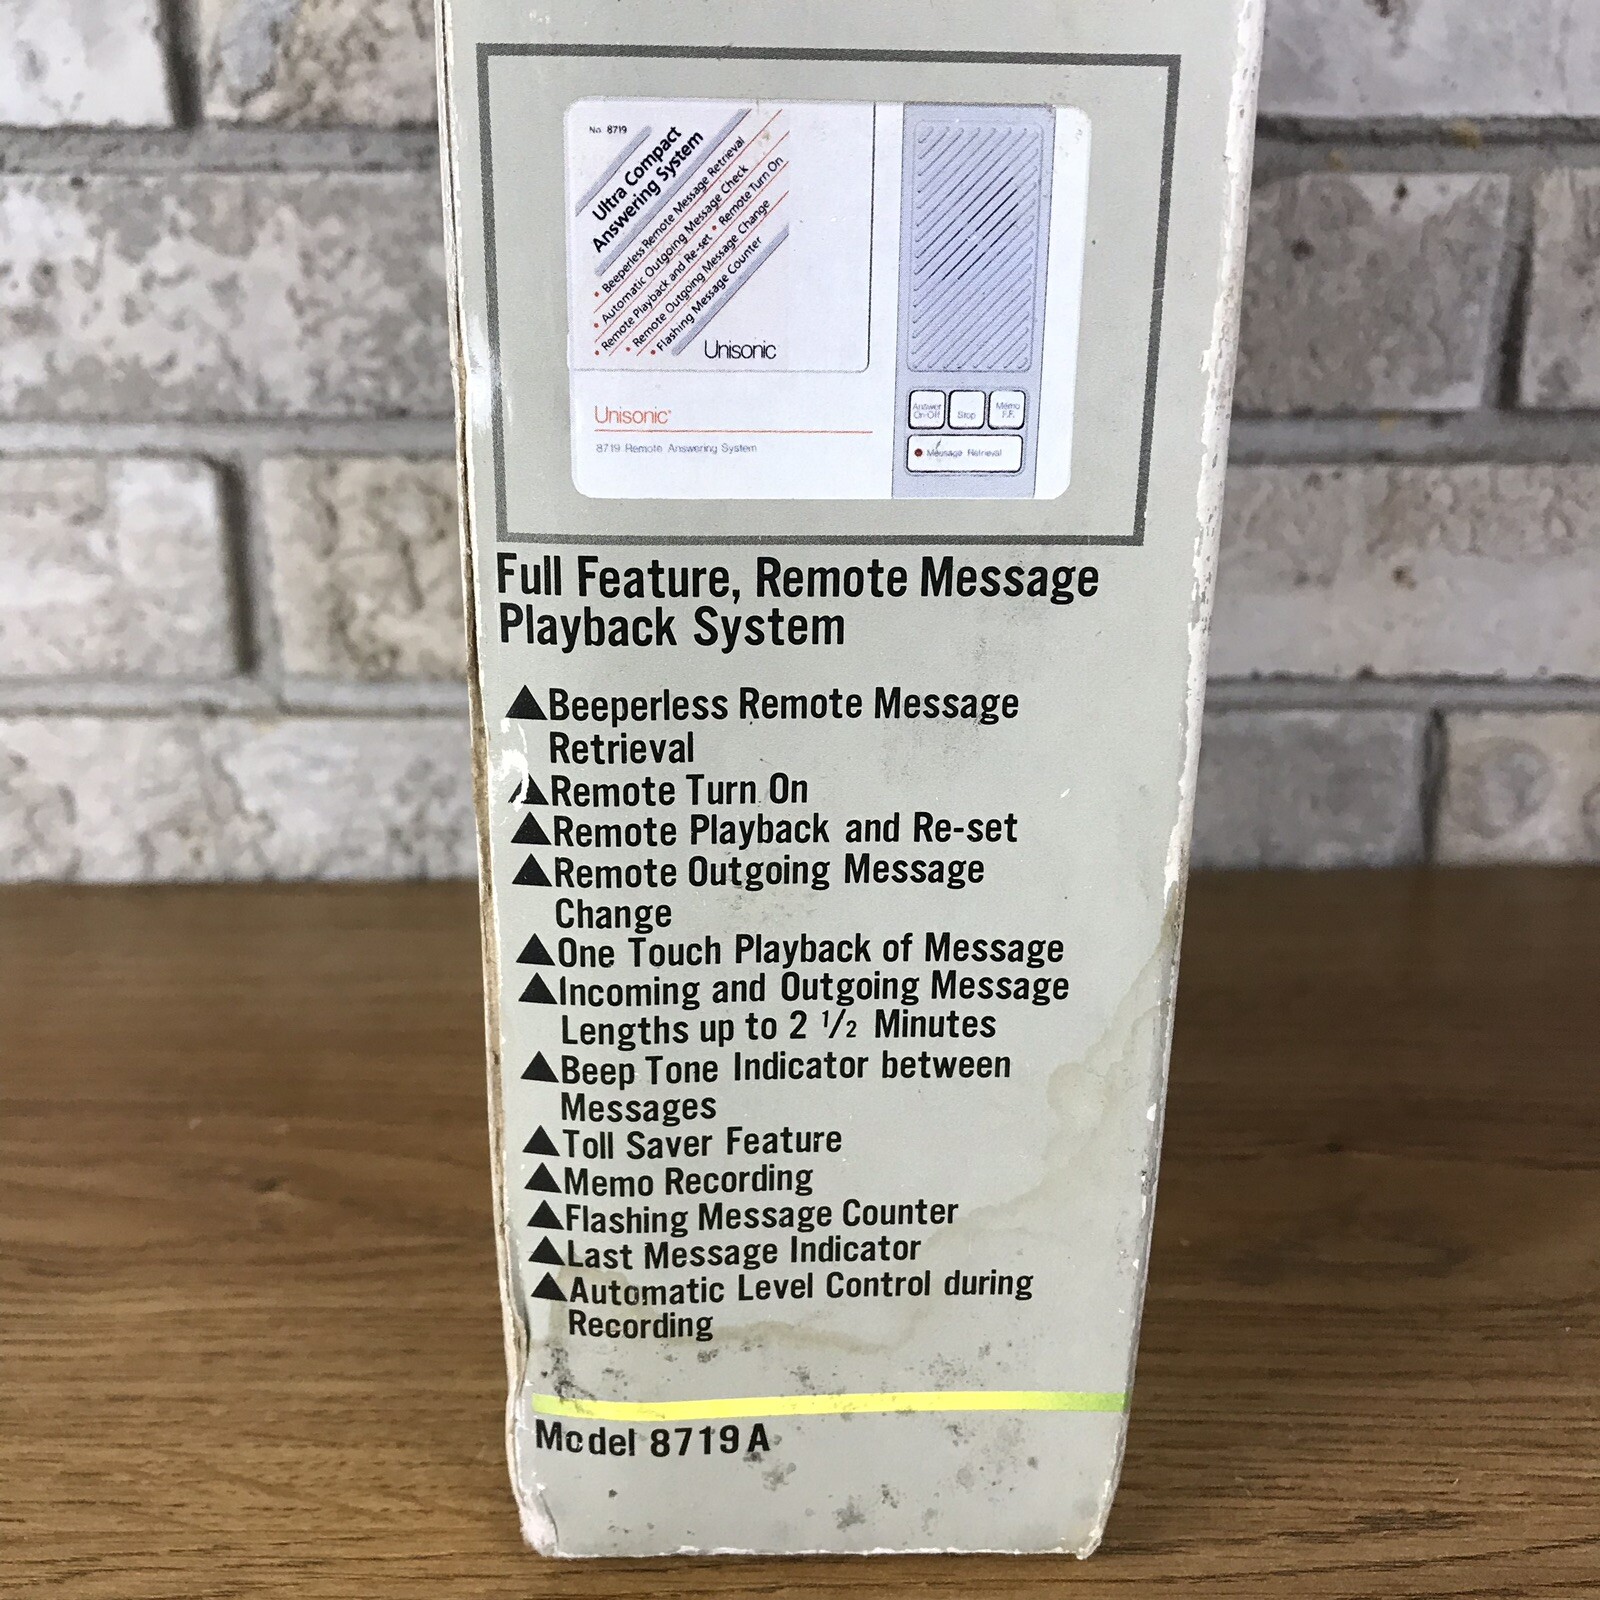 No. 8719
Ultra Compact
Answering System
• Beeperless Remote Message Retrieval
• Automatic Outgoing Message Check
• Remote Playback and Re-set • Remote Turn On
• Remote Outgoing Message Change
• Flashing Message Counter
Unisonic
Unisonic
8719 Remote Answering System
Answer On-Off
Stop
Memo F.F.
Message Retrieval
Full Feature, Remote Message
Playback System
▲Beeperless Remote Message
Retrieval
▲Remote Turn On
▲Remote Playback and Re-set
▲Remote Outgoing Message
Change
▲One Touch Playback of Message
▲Incoming and Outgoing Message
Lengths up to 2 1/2 Minutes
▲Beep Tone Indicator between
Messages
▲Toll Saver Feature
▲Memo Recording
▲Flashing Message Counter
▲Last Message Indicator
▲Automatic Level Control during
Recording
Model 8719A